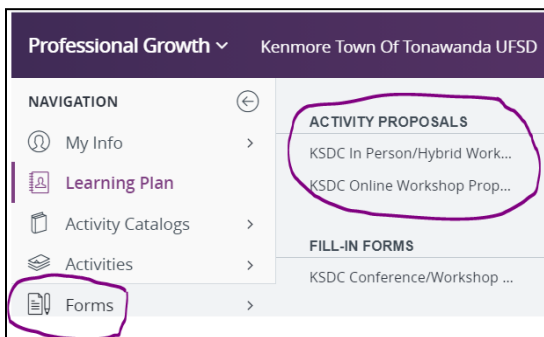 Professional Growth Kenmore Town Of Tonawanda UFSD
NAVIGATION
My Info
Learning Plan
Activity Catalogs
Activities
Forms
ACTIVITY PROPOSALS
KSDC In Person/Hybrid Work...
KSDC Online Workshop Prop...
FILL-IN FORMS
KSDC Conference/Workshop ...